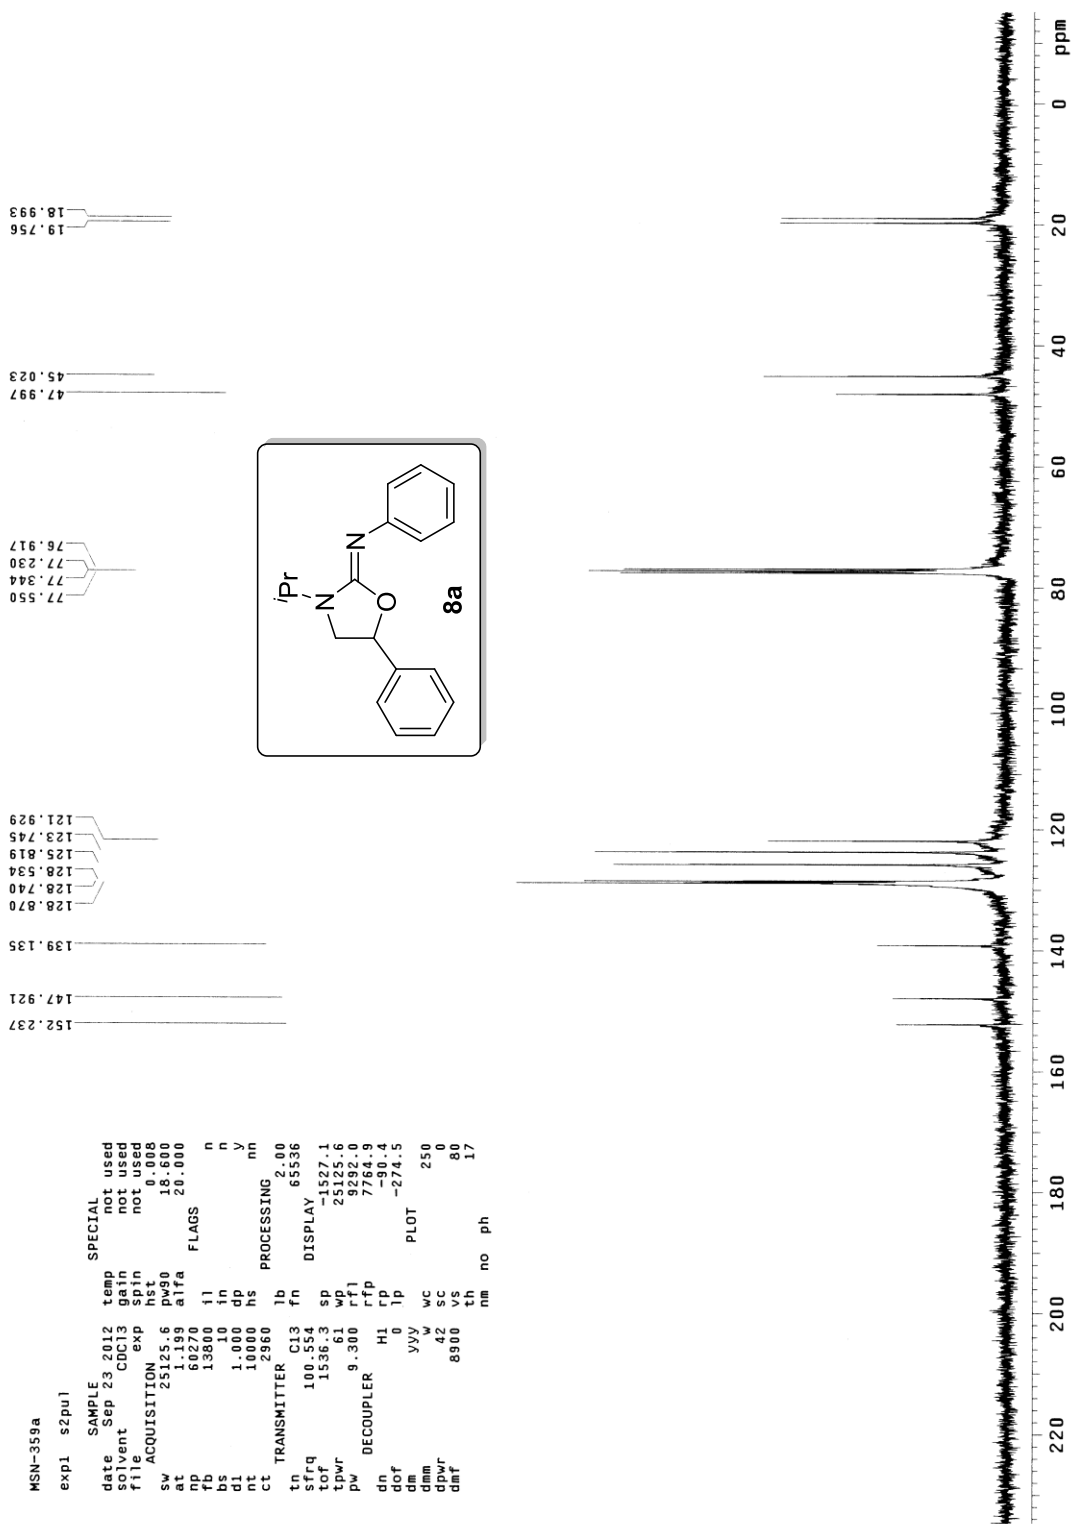 MSN-359a
exp1 s2pul
SAMPLE
date Sep 23 2012
solvent CDCl3
file exp
ACQUISITION
sw 25125.6
at 1.199
np 60270
fb 13800
bs 10
d1 1.000
nt 10000
ct 2960
TRANSMITTER
tn C13
sfrq 100.554
tof 1536.3
tpwr 61
pw 9.300
DECOUPLER
dn H1
dof 0
dm yyy
dmm w
dpwr 42
dmf 8900
SPECIAL
temp not used
gain not used
spin not used
hst 0.008
pw90 18.600
alfa 20.000
FLAGS
il n
in n
dp y
hs nn
PROCESSING
lb 2.00
fn 65536
DISPLAY
sp -1527.1
wp 25125.6
rfl 9292.0
rfp 7764.9
rp -90.4
lp -274.5
PLOT
wc 250
sc 0
vs 80
th 17
nm no ph
152.237
147.921
139.135
128.870
128.740
128.534
125.819
123.745
121.929
77.550
77.344
77.230
76.917
47.997
45.023
19.756
18.993
iPr
N
N
O
8a
220 200 180 160 140 120 100 80 60 40 20 0 ppm